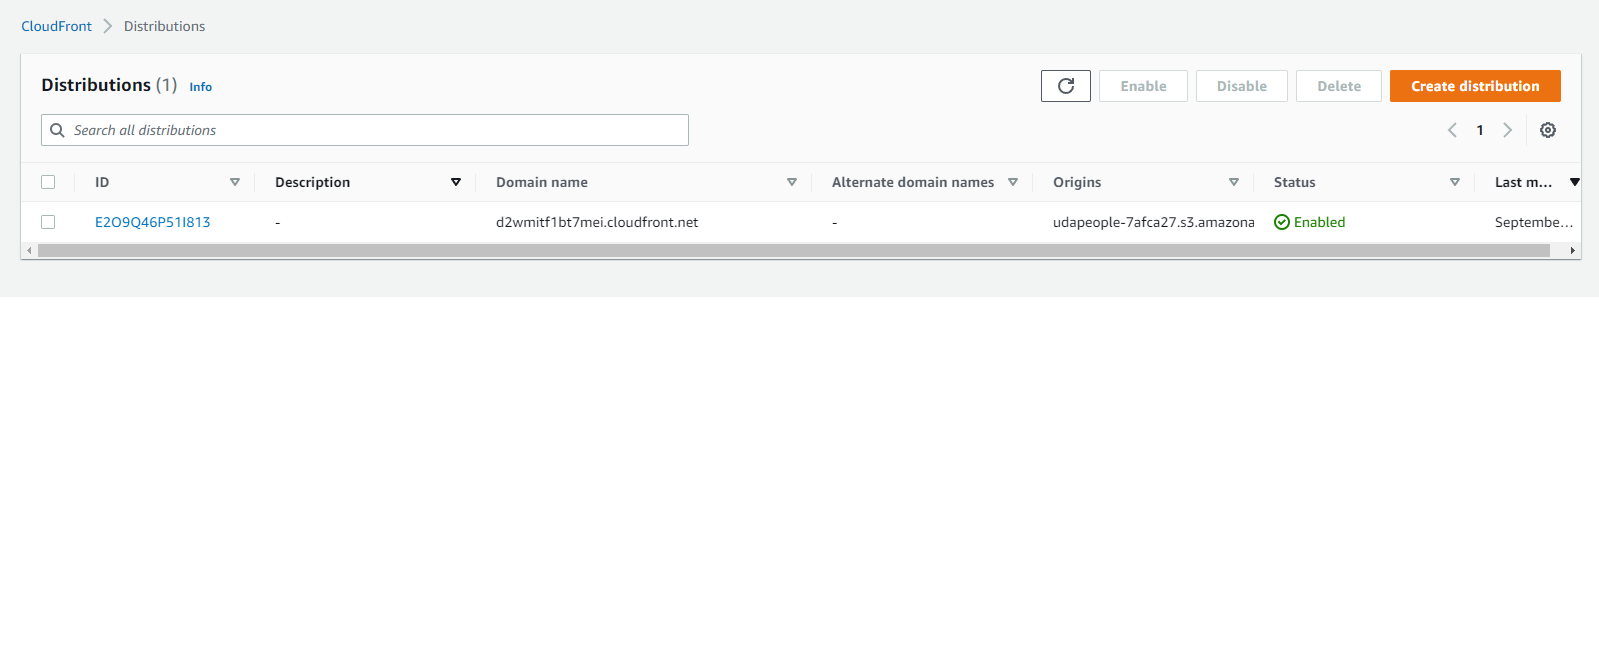 CloudFront Distributions
Distributions (1) Info
Enable Disable Delete Create distribution
Search all distributions
1
ID Description Domain name Alternate domain names Origins Status Last m...
E2O9Q46P51I813 - d2wmitf1bt7mei.cloudfront.net - udapeople-7afca27.s3.amazona Enabled Septembe...